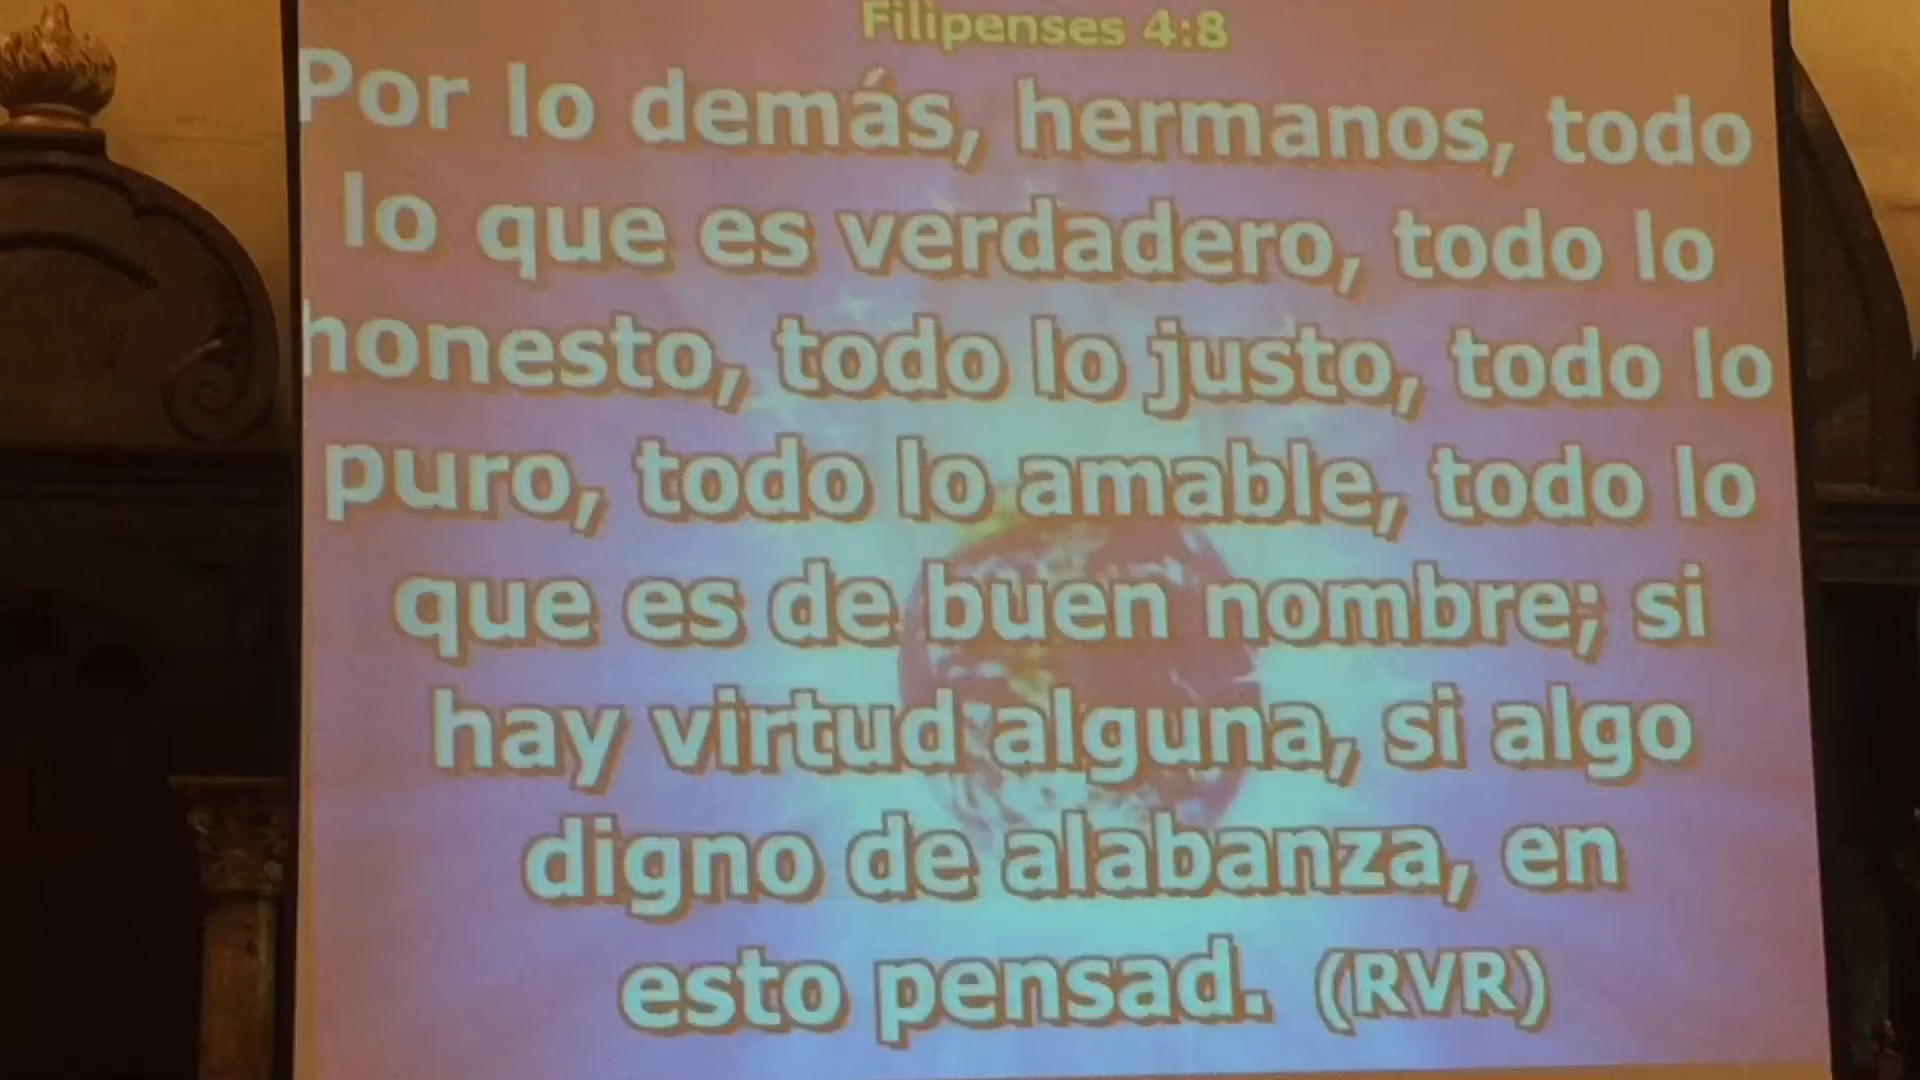 Filipenses 4:8
Por lo demás, hermanos, todo
lo que es verdadero, todo lo
honesto, todo lo justo, todo lo
puro, todo lo amable, todo lo
que es de buen nombre; si
hay virtud alguna, si algo
digno de alabanza, en
esto pensad. (RVR)